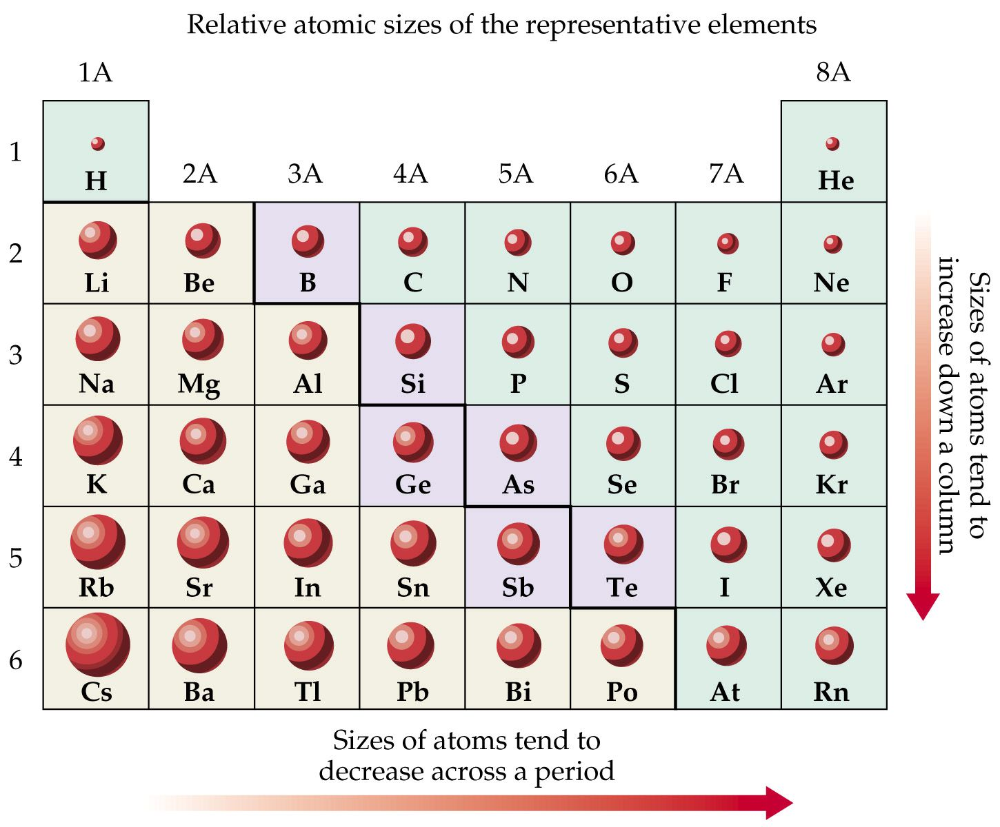 Relative atomic sizes of the representative elements
1A 8A
1 H He
2A 3A 4A 5A 6A 7A
2 Li Be B C N O F Ne
3 Na Mg Al Si P S Cl Ar
4 K Ca Ga Ge As Se Br Kr
5 Rb Sr In Sn Sb Te I Xe
6 Cs Ba Tl Pb Bi Po At Rn
Sizes of atoms tend to
increase down a column
Sizes of atoms tend to
decrease across a period